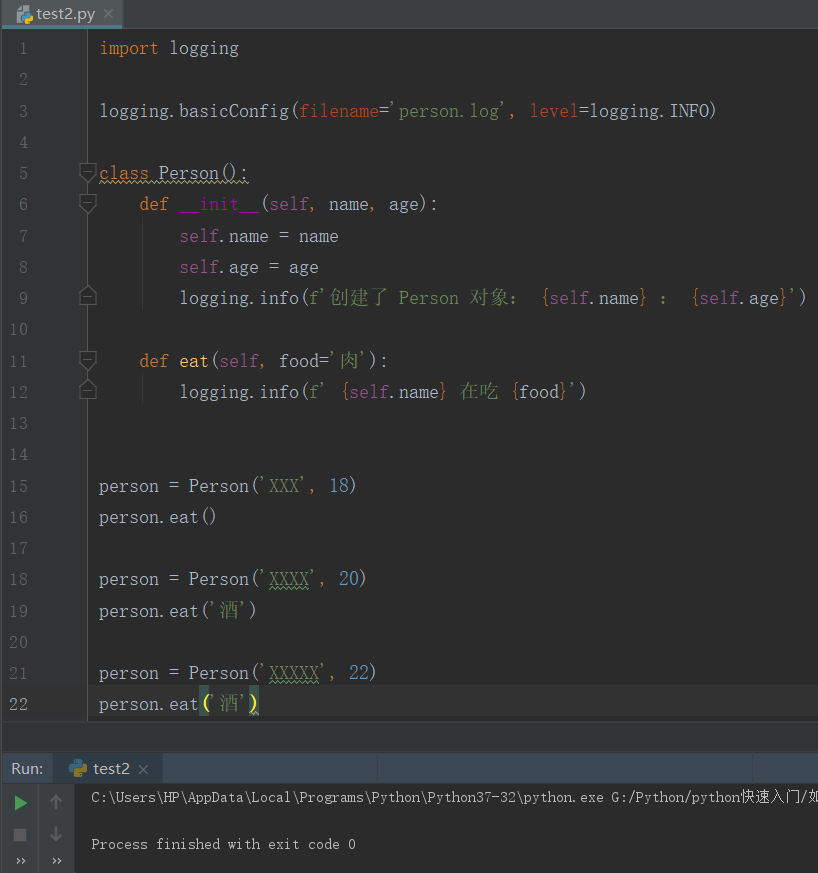 test2.py
1 import logging
2
3 logging.basicConfig(filename='person.log', level=logging.INFO)
4
5 class Person():
6     def __init__(self, name, age):
7         self.name = name
8         self.age = age
9         logging.info(f'创建了 Person 对象： {self.name} ： {self.age}')
10
11     def eat(self, food='肉'):
12         logging.info(f' {self.name} 在吃 {food}')
13
14
15 person = Person('XXX', 18)
16 person.eat()
17
18 person = Person('XXXX', 20)
19 person.eat('酒')
20
21 person = Person('XXXXX', 22)
22 person.eat('酒')
Run: test2
C:\Users\HP\AppData\Local\Programs\Python\Python37-32\python.exe G:/Python/python快速入门/如
Process finished with exit code 0